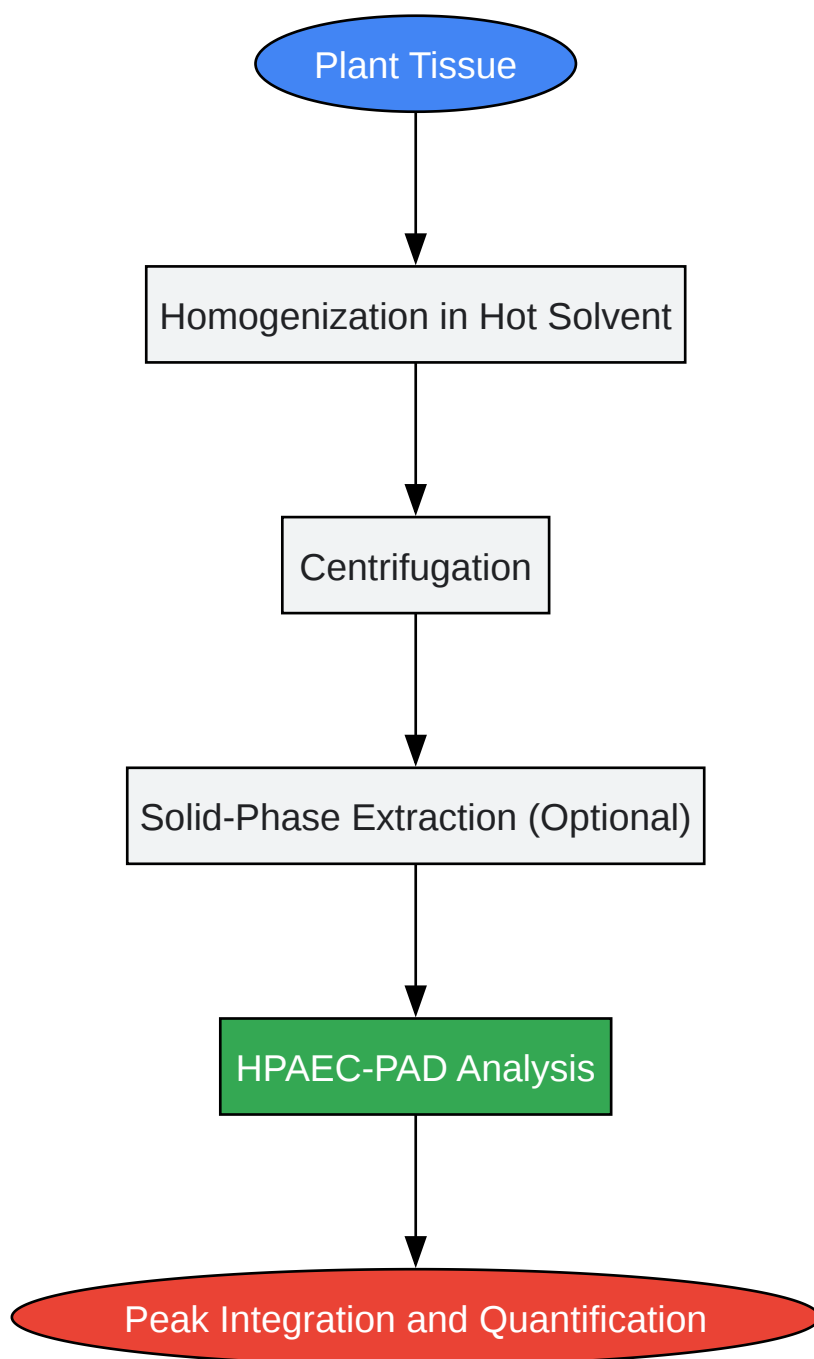 Plant Tissue
Homogenization in Hot Solvent
Centrifugation
Solid-Phase Extraction (Optional)
HPAEC-PAD Analysis
Peak Integration and Quantification